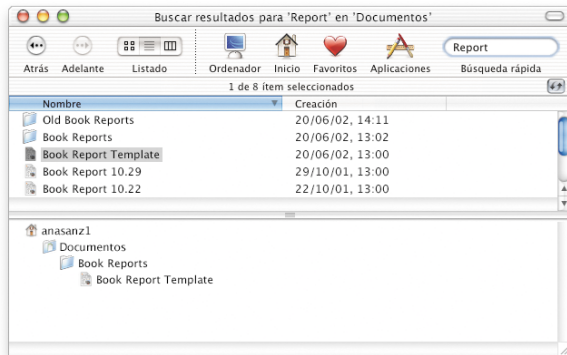 Buscar resultados para 'Report' en 'Documentos'
Report
Atrás Adelante Listado Ordenador Inicio Favoritos Aplicaciones Búsqueda rápida
1 de 8 ítem seleccionados
Nombre Creación
Old Book Reports 20/06/02, 14:11
Book Reports 20/06/02, 13:02
Book Report Template 20/06/02, 13:00
Book Report 10.29 29/10/01, 13:00
Book Report 10.22 22/10/01, 13:00
anasanz1
Documentos
Book Reports
Book Report Template